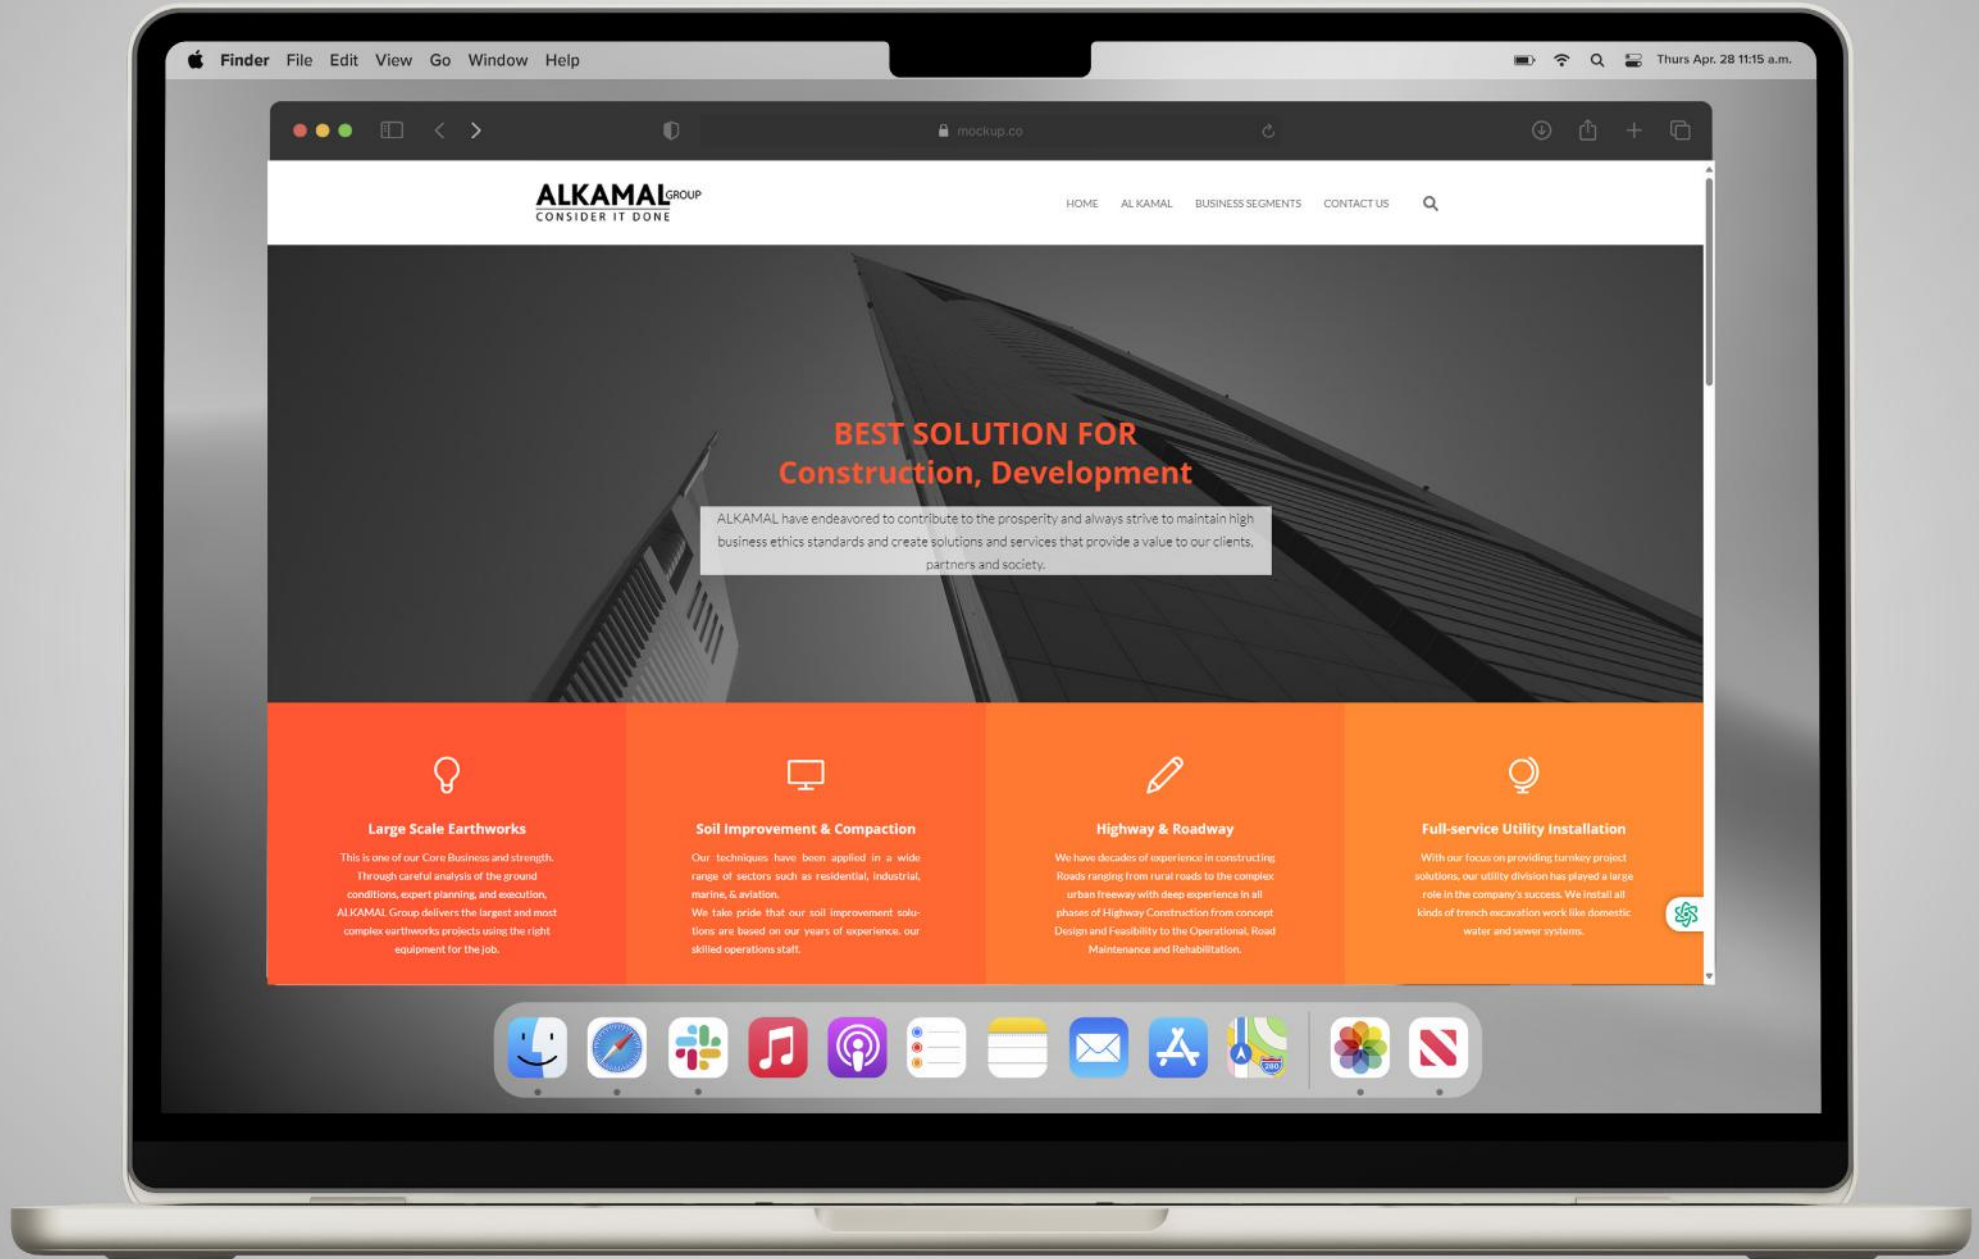 Finder File Edit View Go Window Help
Thurs Apr. 28 11:15 a.m.
mockup.co
ALKAMAL GROUP
CONSIDER IT DONE
HOME AL KAMAL BUSINESS SEGMENTS CONTACT US
BEST SOLUTION FOR
Construction, Development
ALKAMAL have endeavored to contribute to the prosperity and always strive to maintain high
business ethics standards and create solutions and services that provide a value to our clients,
partners and society.
Large Scale Earthworks
This is one of our Core Business and strength.
Through careful analysis of the ground
conditions, expert planning, and execution,
ALKAMAL Group delivers the largest and most
complex earthworks projects using the right
equipment for the job.
Soil Improvement & Compaction
Our techniques have been applied in a wide
range of sectors such as residential, industrial,
marine, & aviation.
We take pride that our soil improvement solu-
tions are based on our years of experience, our
skilled operations staff.
Highway & Roadway
We have decades of experience in constructing
Roads ranging from rural roads to the complex
urban freeway with deep experience in all
phases of Highway Construction from concept
Design and Feasibility to the Operational, Road
Maintenance and Rehabilitation.
Full-service Utility Installation
With our focus on providing turnkey project
solutions, our utility division has played a large
role in the company's success. We install all
kinds of trench excavation work like domestic
water and sewer systems.
280